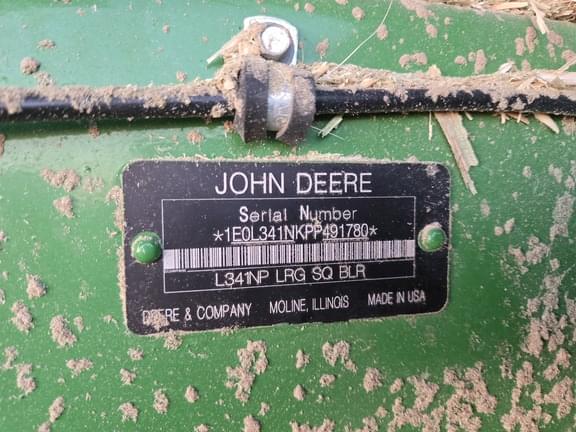 JOHN DEERE
Serial Number
*1E0L341NKPP491780*
L341NP LRG SQ BLR
DEERE & COMPANY MOLINE, ILLINOIS MADE IN USA